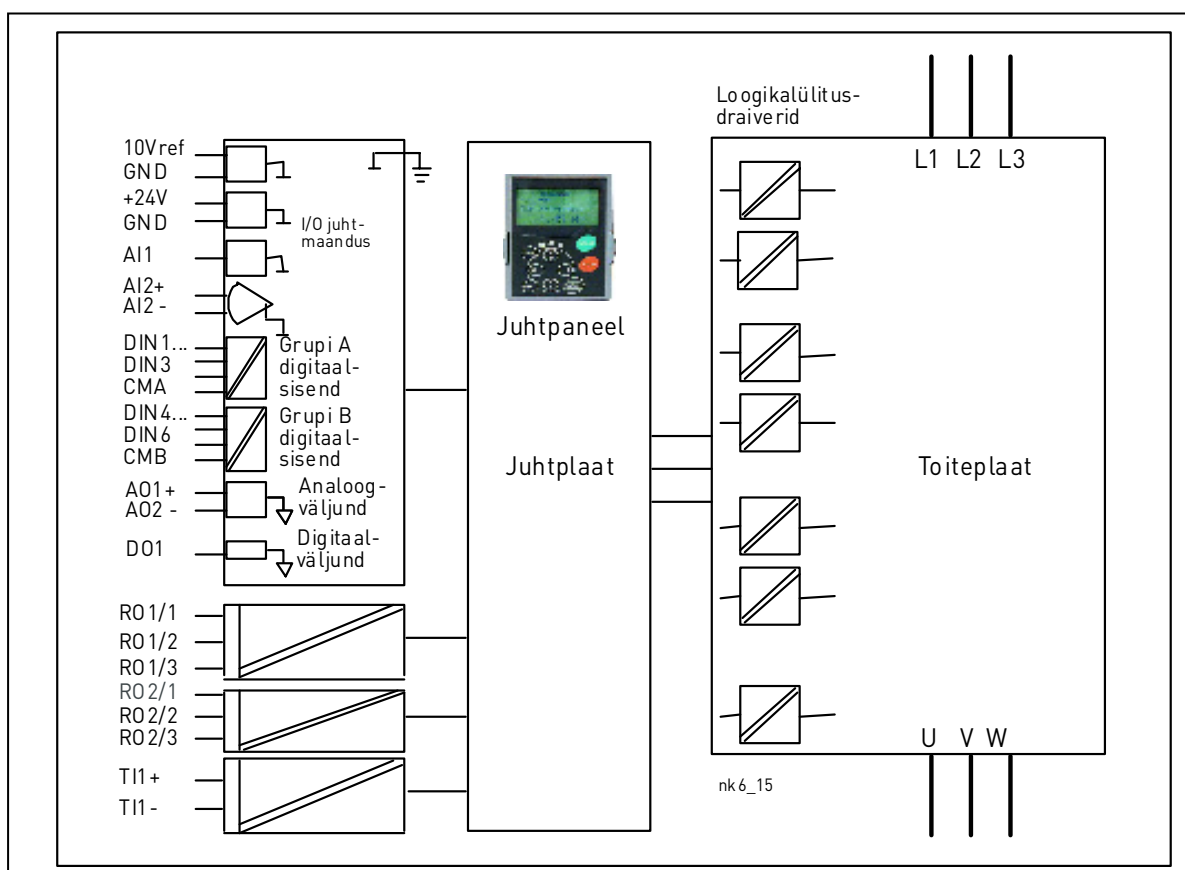 10Vref
GND
+24V
GND
AI1
AI2+
AI2-
DIN1...
DIN3
CMA
DIN4...
DIN6
CMB
AO1+
AO2-
DO1
I/O juht-
maandus
Grupi A
digitaal-
sisend
Grupi B
digitaal-
sisend
Analoog-
väljund
Digitaal-
väljund
RO1/1
RO1/2
RO1/3
RO2/1
RO2/2
RO2/3
TI1+
TI1-
Juhtpaneel
Juhtplaat
Loogikalülitus-
draiverid
L1 L2 L3
Toiteplaat
U V W
nk6_15